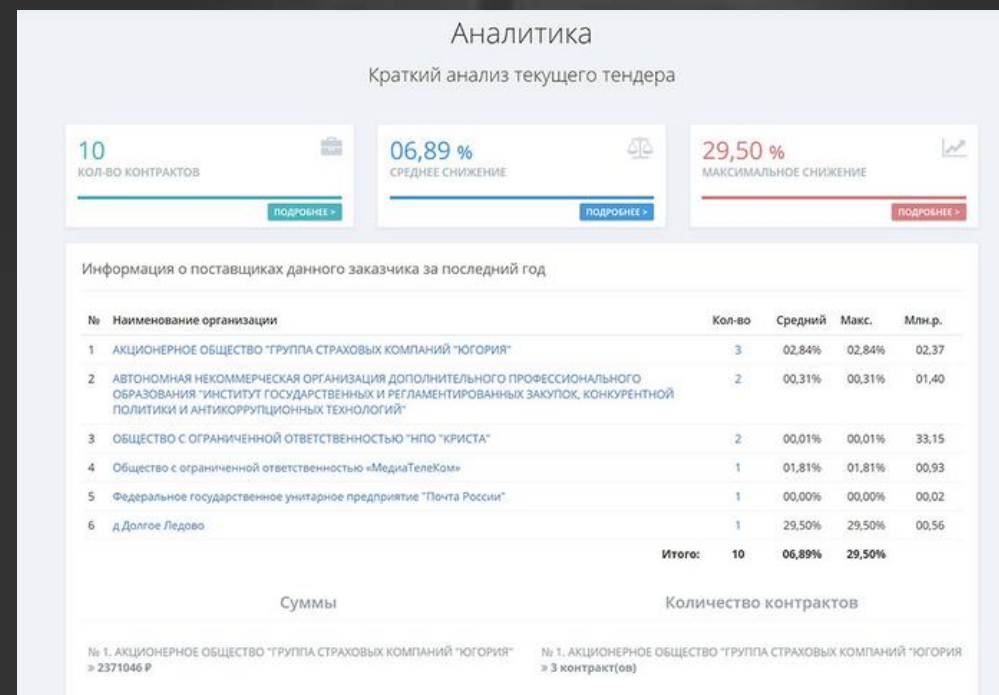 Аналитика
Краткий анализ текущего тендера
10
КОЛ-ВО КОНТРАКТОВ
ПОДРОБНЕЕ >
06,89 %
СРЕДНЕЕ СНИЖЕНИЕ
ПОДРОБНЕЕ >
29,50 %
МАКСИМАЛЬНОЕ СНИЖЕНИЕ
ПОДРОБНЕЕ >
Информация о поставщиках данного заказчика за последний год
№ Наименование организации Кол-во Средний Макс. Млн.р.
1 АКЦИОНЕРНОЕ ОБЩЕСТВО "ГРУППА СТРАХОВЫХ КОМПАНИЙ "ЮГОРИЯ" 3 02,84% 02,84% 02,37
2 АВТОНОМНАЯ НЕКОММЕРЧЕСКАЯ ОРГАНИЗАЦИЯ ДОПОЛНИТЕЛЬНОГО ПРОФЕССИОНАЛЬНОГО 2 00,31% 00,31% 01,40
ОБРАЗОВАНИЯ "ИНСТИТУТ ГОСУДАРСТВЕННЫХ И РЕГЛАМЕНТИРОВАННЫХ ЗАКУПОК, КОНКУРЕНТНОЙ
ПОЛИТИКИ И АНТИКОРРУПЦИОННЫХ ТЕХНОЛОГИЙ"
3 ОБЩЕСТВО С ОГРАНИЧЕННОЙ ОТВЕТСТВЕННОСТЬЮ "НПО "КРИСТА" 2 00,01% 00,01% 33,15
4 Общество с ограниченной ответственностью «МедиаТелеКом» 1 01,81% 01,81% 00,93
5 Федеральное государственное унитарное предприятие "Почта России" 1 00,00% 00,00% 00,02
6 д Долгое Ледово 1 29,50% 29,50% 00,56
Итого: 10 06,89% 29,50%
Суммы
№ 1. АКЦИОНЕРНОЕ ОБЩЕСТВО "ГРУППА СТРАХОВЫХ КОМПАНИЙ "ЮГОРИЯ"
» 2371046 ₽
Количество контрактов
№ 1. АКЦИОНЕРНОЕ ОБЩЕСТВО "ГРУППА СТРАХОВЫХ КОМПАНИЙ "ЮГОРИЯ
» 3 контракт(ов)